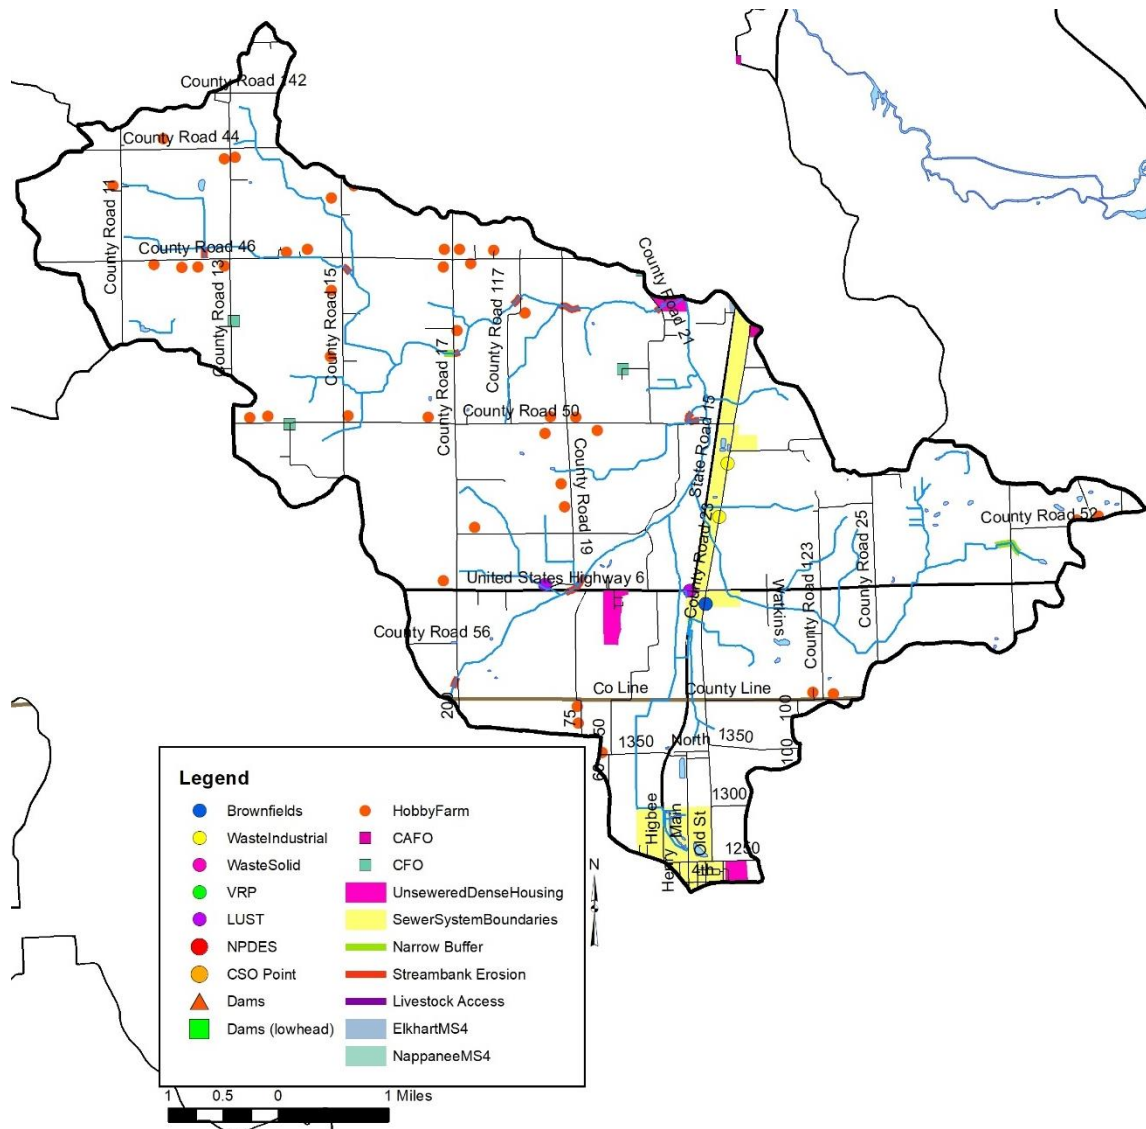 County Road 142
County Road 44
County Road 11
County Road 46
County Road 13
County Road 15
County Road 17
County Road 117
County Road 21
County Road 50
State Road 15
County Road 19
County Road 23
County Road 52
County Road 25
County Road 123
United States Highway 6
Watkins
County Road 56
Co Line
County Line
20
75
50
60
100
100
1350
North
1350
1300
Higbee
Main
Old St
1250
Henry
4th
N
Legend
Brownfields
WasteIndustrial
WasteSolid
VRP
LUST
NPDES
CSO Point
Dams
Dams (lowhead)
HobbyFarm
CAFO
CFO
UnseweredDenseHousing
SewerSystemBoundaries
Narrow Buffer
Streambank Erosion
Livestock Access
ElkhartMS4
NappaneeMS4
1 0.5 0 1 Miles